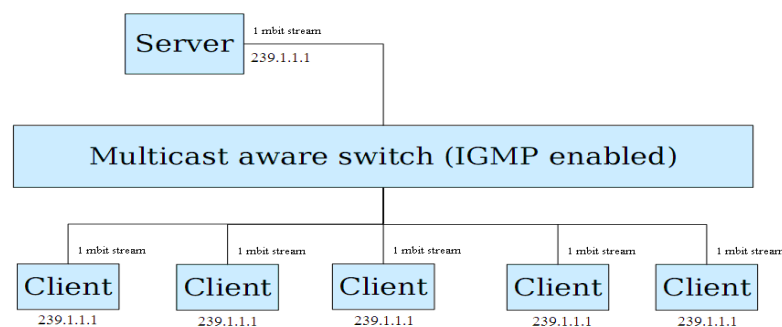 Server
1 mbit stream
239.1.1.1
Multicast aware switch (IGMP enabled)
1 mbit stream
1 mbit stream
1 mbit stream
1 mbit stream
1 mbit stream
Client
Client
Client
Client
Client
239.1.1.1
239.1.1.1
239.1.1.1
239.1.1.1
239.1.1.1